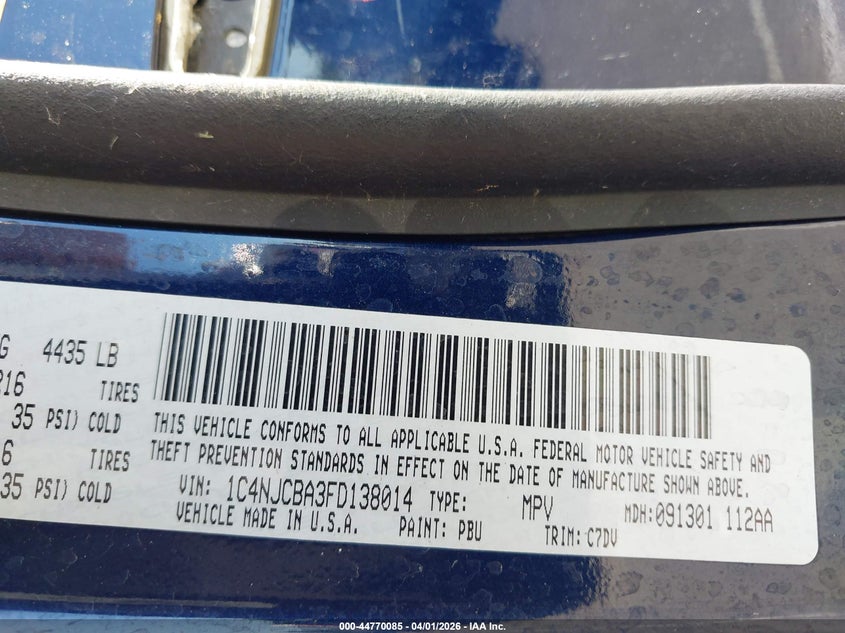 G 4435 LB
R16 TIRES
35 PSI) COLD
6 TIRES
35 PSI) COLD
THIS VEHICLE CONFORMS TO ALL APPLICABLE U.S.A. FEDERAL MOTOR VEHICLE SAFETY AND
THEFT PREVENTION STANDARDS IN EFFECT ON THE DATE OF MANUFACTURE SHOWN ABOVE.
VIN: 1C4NJCBA3FD138014 TYPE: MPV MDH:091301 112AA
VEHICLE MADE IN U.S.A. PAINT: PBU TRIM: C7DV
000-44770085 - 04/01/2026 - IAA Inc.